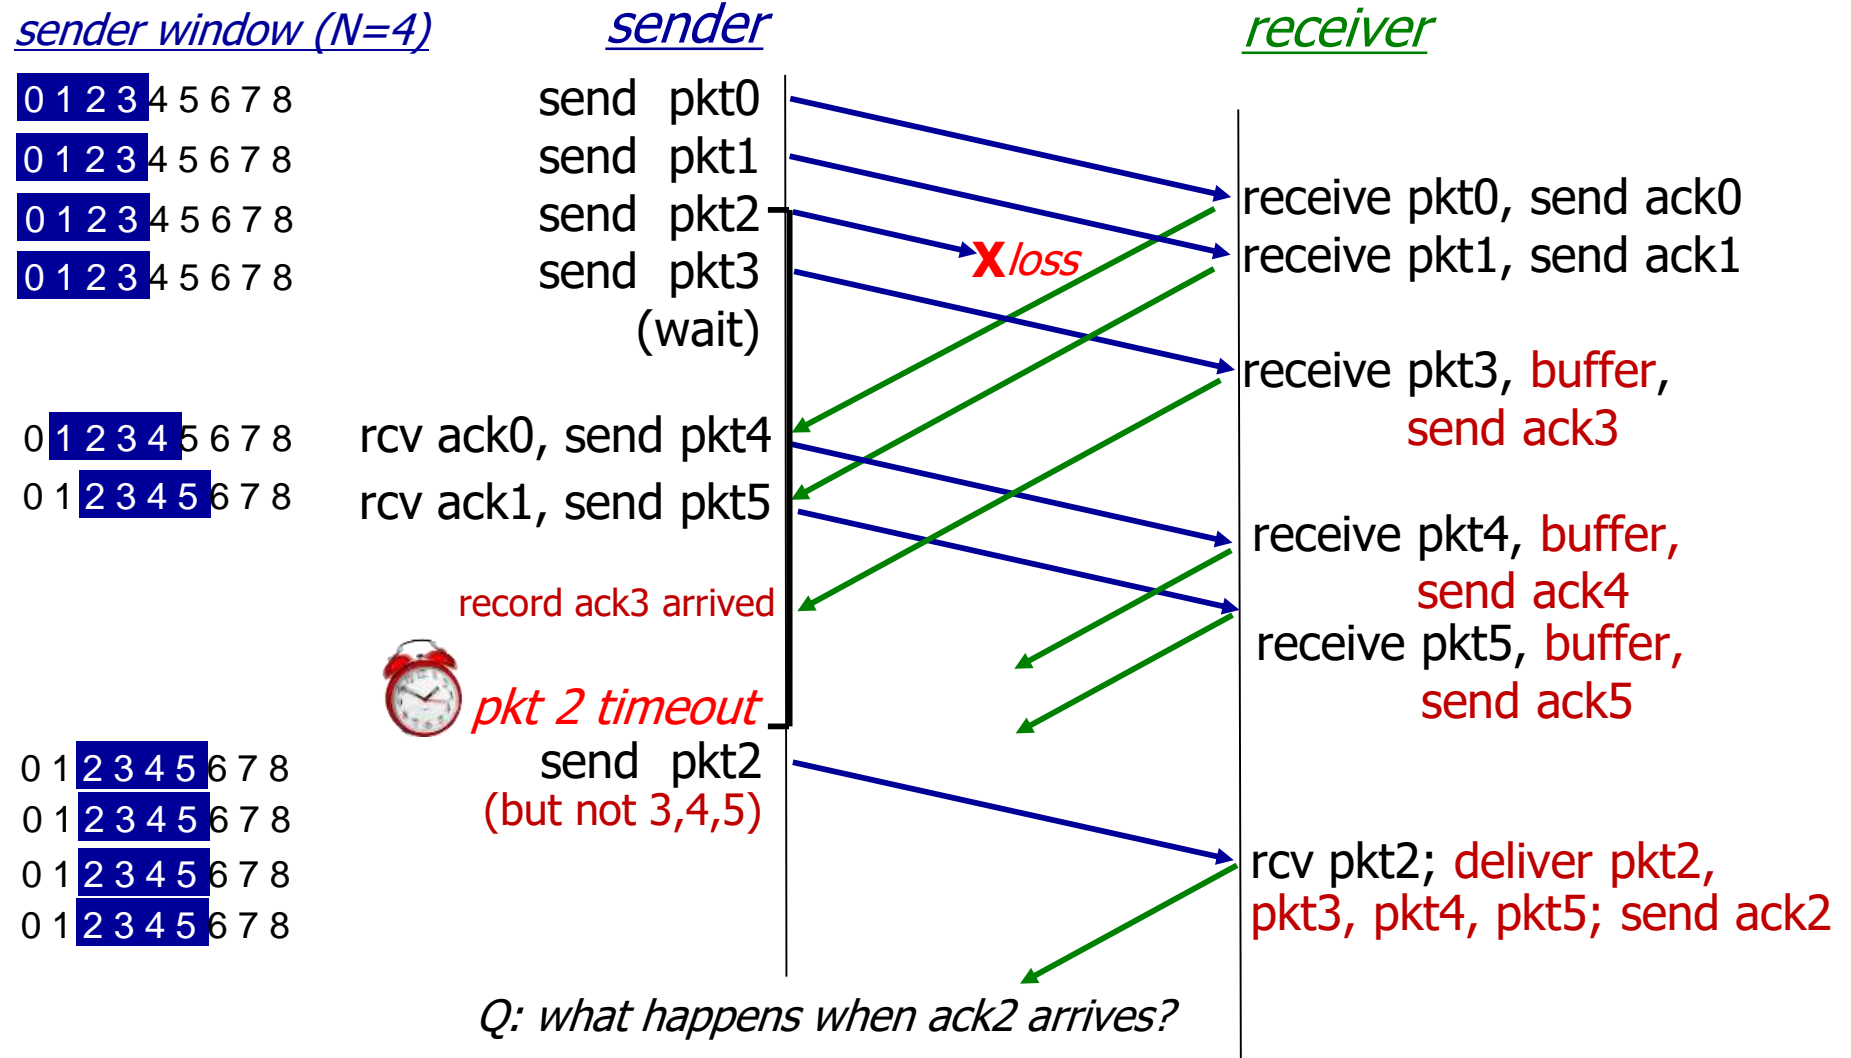 sender window (N=4) sender receiver
0 1 2 3 4 5 6 7 8 send pkt0
0 1 2 3 4 5 6 7 8 send pkt1
receive pkt0, send ack0
0 1 2 3 4 5 6 7 8 send pkt2
X loss
receive pkt1, send ack1
0 1 2 3 4 5 6 7 8 send pkt3
(wait)
receive pkt3, buffer,
send ack3
0 1 2 3 4 5 6 7 8 rcv ack0, send pkt4
0 1 2 3 4 5 6 7 8 rcv ack1, send pkt5
receive pkt4, buffer,
send ack4
record ack3 arrived
receive pkt5, buffer,
send ack5
pkt 2 timeout
0 1 2 3 4 5 6 7 8 send pkt2
0 1 2 3 4 5 6 7 8 (but not 3,4,5)
0 1 2 3 4 5 6 7 8
rcv pkt2; deliver pkt2,
pkt3, pkt4, pkt5; send ack2
0 1 2 3 4 5 6 7 8
Q: what happens when ack2 arrives?